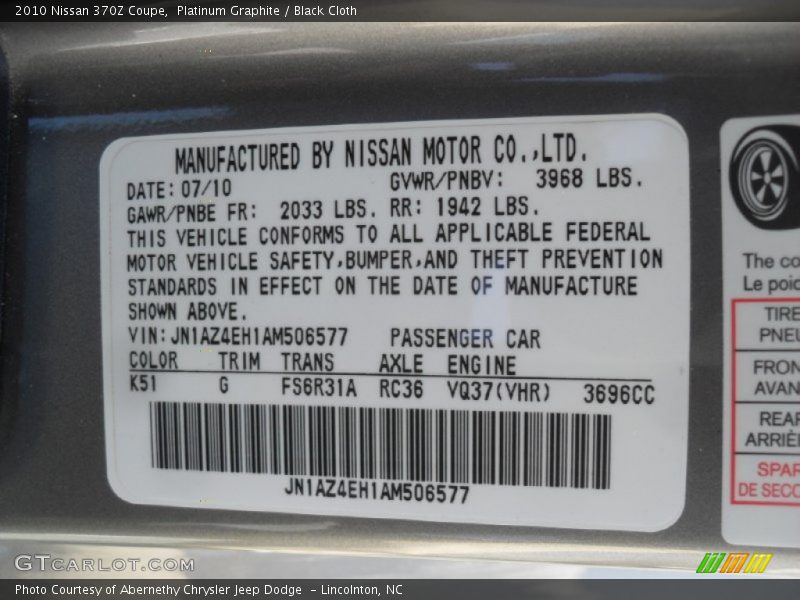 2010 Nissan 370Z Coupe, Platinum Graphite / Black Cloth
MANUFACTURED BY NISSAN MOTOR CO.,LTD.
DATE: 07/10 GVWR/PNBV: 3968 LBS.
GAWR/PNBE FR: 2033 LBS. RR: 1942 LBS.
THIS VEHICLE CONFORMS TO ALL APPLICABLE FEDERAL
MOTOR VEHICLE SAFETY,BUMPER,AND THEFT PREVENTION
STANDARDS IN EFFECT ON THE DATE OF MANUFACTURE
SHOWN ABOVE.
VIN: JN1AZ4EH1AM506577 PASSENGER CAR
COLOR TRIM TRANS AXLE ENGINE
K51 G FS6R31A RC36 VQ37(VHR) 3696CC
JN1AZ4EH1AM506577
The co
Le poid
TIRE
PNEU
FRON
AVAN
REAR
ARRIÈR
SPAR
DE SECO
GTCARLOT.COM
Photo Courtesy of Abernethy Chrysler Jeep Dodge - Lincolnton, NC